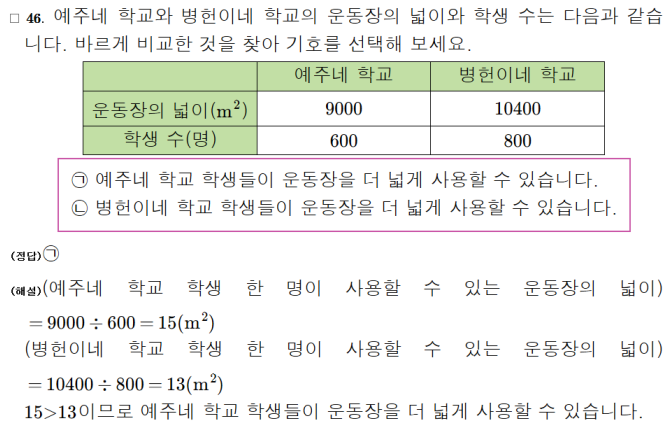 □ 46. 예주네 학교와 병헌이네 학교의 운동장의 넓이와 학생 수는 다음과 같습
니다. 바르게 비교한 것을 찾아 기호를 선택해 보세요.
예주네 학교 병헌이네 학교
운동장의 넓이(m²) 9000 10400
학생 수(명) 600 800
㉠ 예주네 학교 학생들이 운동장을 더 넓게 사용할 수 있습니다.
㉡ 병헌이네 학교 학생들이 운동장을 더 넓게 사용할 수 있습니다.
(정답)㉠
(해설)(예주네 학교 학생 한 명이 사용할 수 있는 운동장의 넓이)
=9000÷600=15(m²)
(병헌이네 학교 학생 한 명이 사용할 수 있는 운동장의 넓이)
=10400÷800=13(m²)
15>13이므로 예주네 학교 학생들이 운동장을 더 넓게 사용할 수 있습니다.